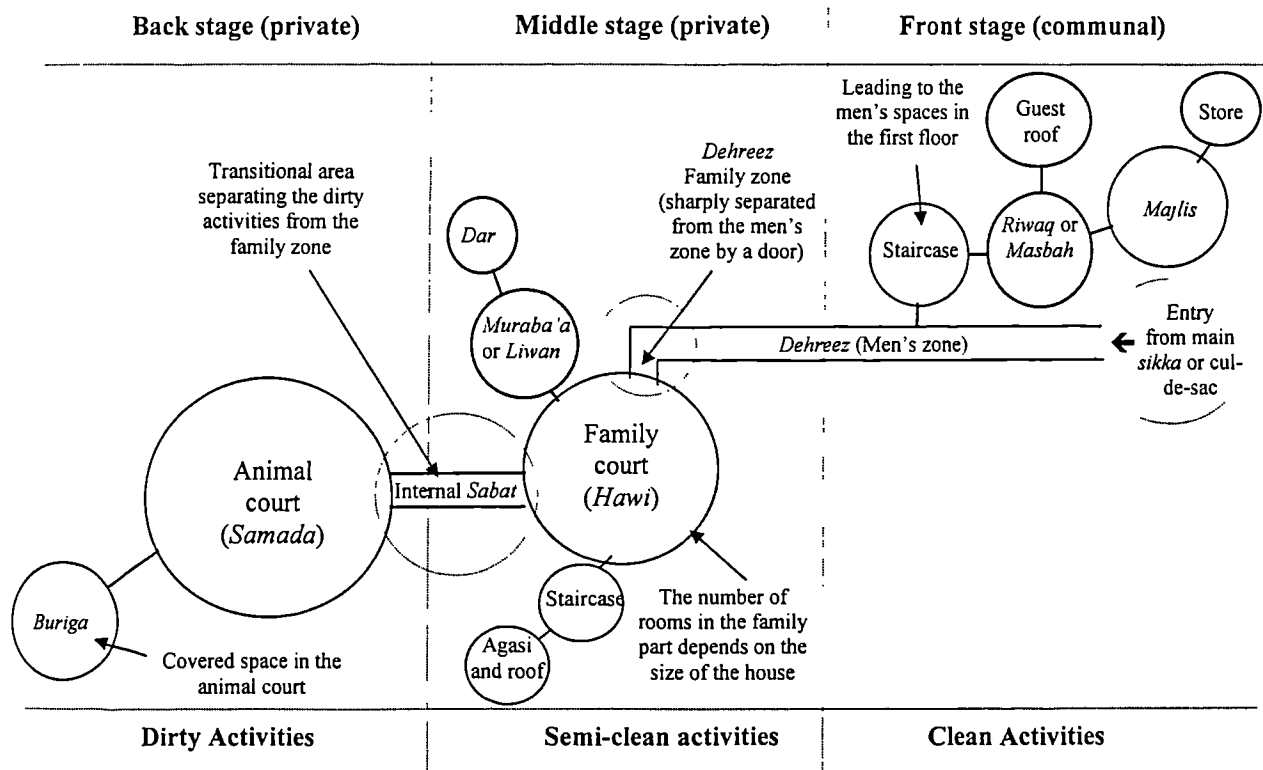 Back stage (private)
Middle stage (private)
Front stage (communal)
Transitional area
separating the dirty
activities from the
family zone
Dehreez
Family zone
(sharply separated
from the men's
zone by a door)
Leading to the
men's spaces in
the first floor
Guest
roof
Store
Majlis
Riwaq or
Masbah
Staircase
Dar
Muraba'a
or Liwan
Dehreez (Men's zone)
Entry
from main
sikka or cul-
de-sac
Animal
court
(Samada)
Internal Sabat
Family
court
(Hawi)
Buriga
Covered space in the
animal court
Staircase
Agasi
and roof
The number of
rooms in the family
part depends on the
size of the house
Dirty Activities
Semi-clean activities
Clean Activities